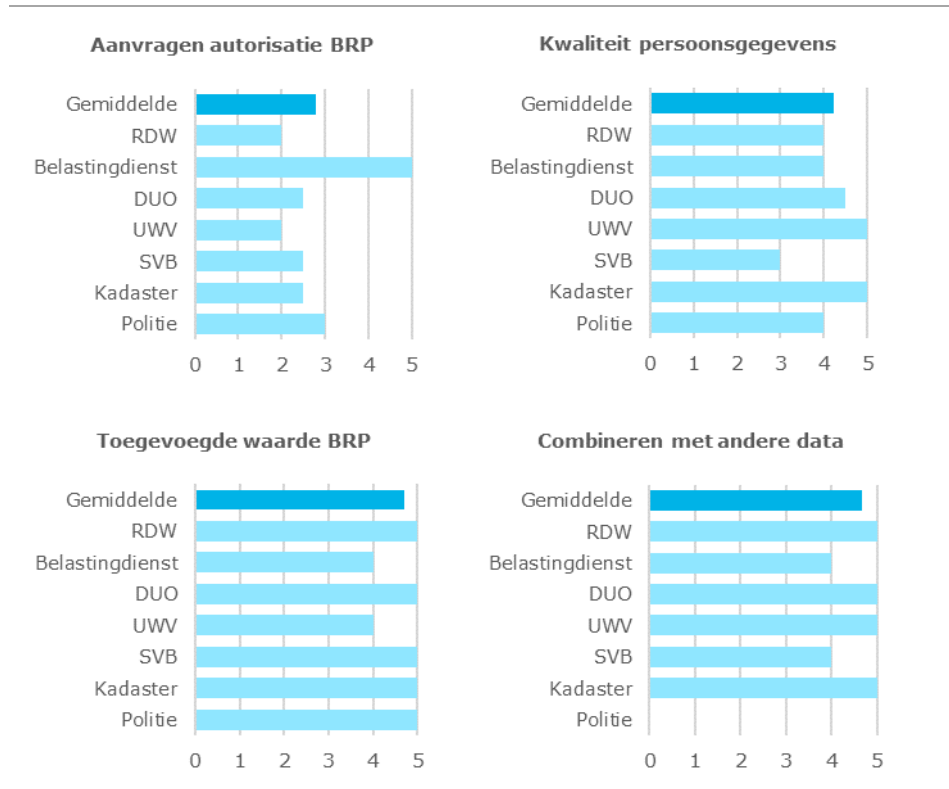 Aanvragen autorisatie BRP
Gemiddelde
RDW
Belastingdienst
DUO
UWV
SVB
Kadaster
Politie
0 1 2 3 4 5
Kwaliteit persoonsgegevens
Gemiddelde
RDW
Belastingdienst
DUO
UWV
SVB
Kadaster
Politie
0 1 2 3 4 5
Toegevoegde waarde BRP
Gemiddelde
RDW
Belastingdienst
DUO
UWV
SVB
Kadaster
Politie
0 1 2 3 4 5
Combineren met andere data
Gemiddelde
RDW
Belastingdienst
DUO
UWV
SVB
Kadaster
Politie
0 1 2 3 4 5